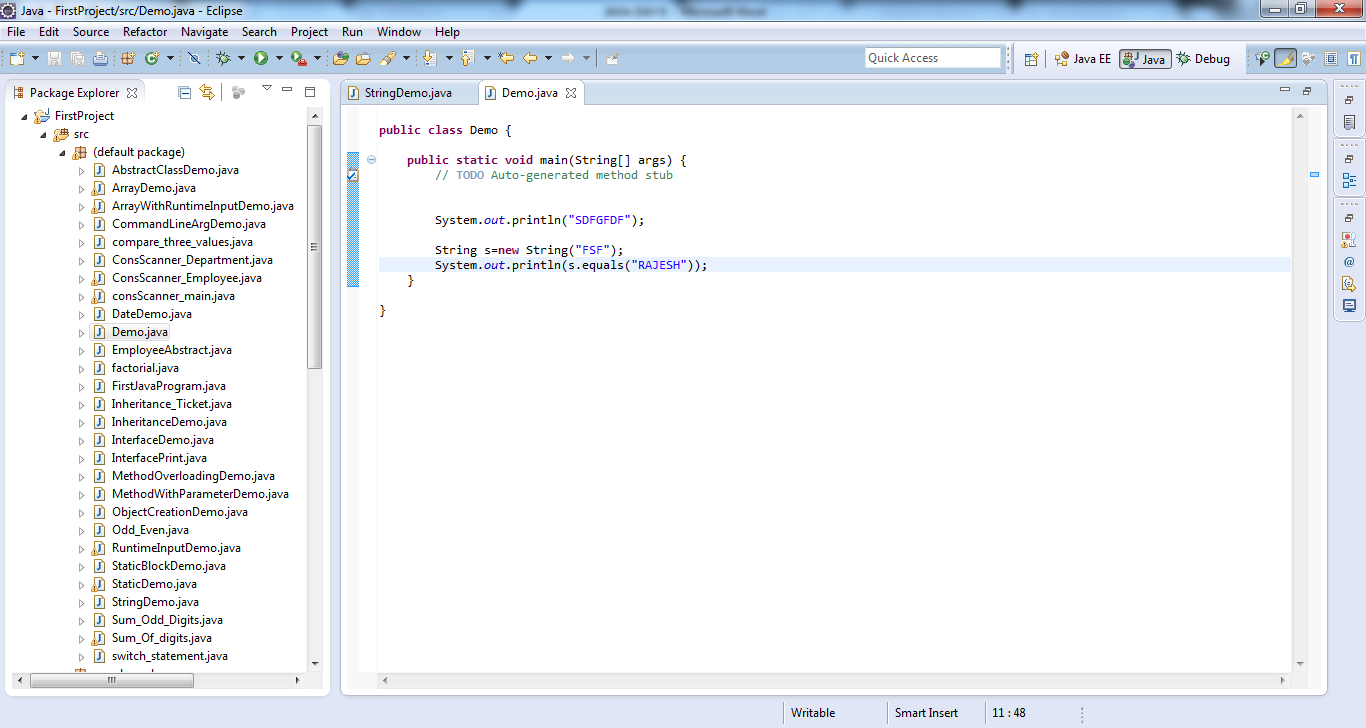 Java - FirstProject/src/Demo.java - Eclipse
File Edit Source Refactor Navigate Search Project Run Window Help
Quick Access
Java EE
Java
Debug
Package Explorer
FirstProject
src
(default package)
AbstractClassDemo.java
ArrayDemo.java
ArrayWithRuntimeInputDemo.java
CommandLineArgDemo.java
compare_three_values.java
ConsScanner_Department.java
ConsScanner_Employee.java
consScanner_main.java
DateDemo.java
Demo.java
EmployeeAbstract.java
factorial.java
FirstJavaProgram.java
Inheritance_Ticket.java
InheritanceDemo.java
InterfaceDemo.java
InterfacePrint.java
MethodOverloadingDemo.java
MethodWithParameterDemo.java
ObjectCreationDemo.java
Odd_Even.java
RuntimeInputDemo.java
StaticBlockDemo.java
StaticDemo.java
StringDemo.java
Sum_Odd_Digits.java
Sum_Of_digits.java
switch_statement.java
StringDemo.java
Demo.java
public class Demo {
public static void main(String[] args) {
// TODO Auto-generated method stub
System.out.println("SDFGFDF");
String s=new String("FSF");
System.out.println(s.equals("RAJESH"));
}
}
Writable
Smart Insert
11 : 48